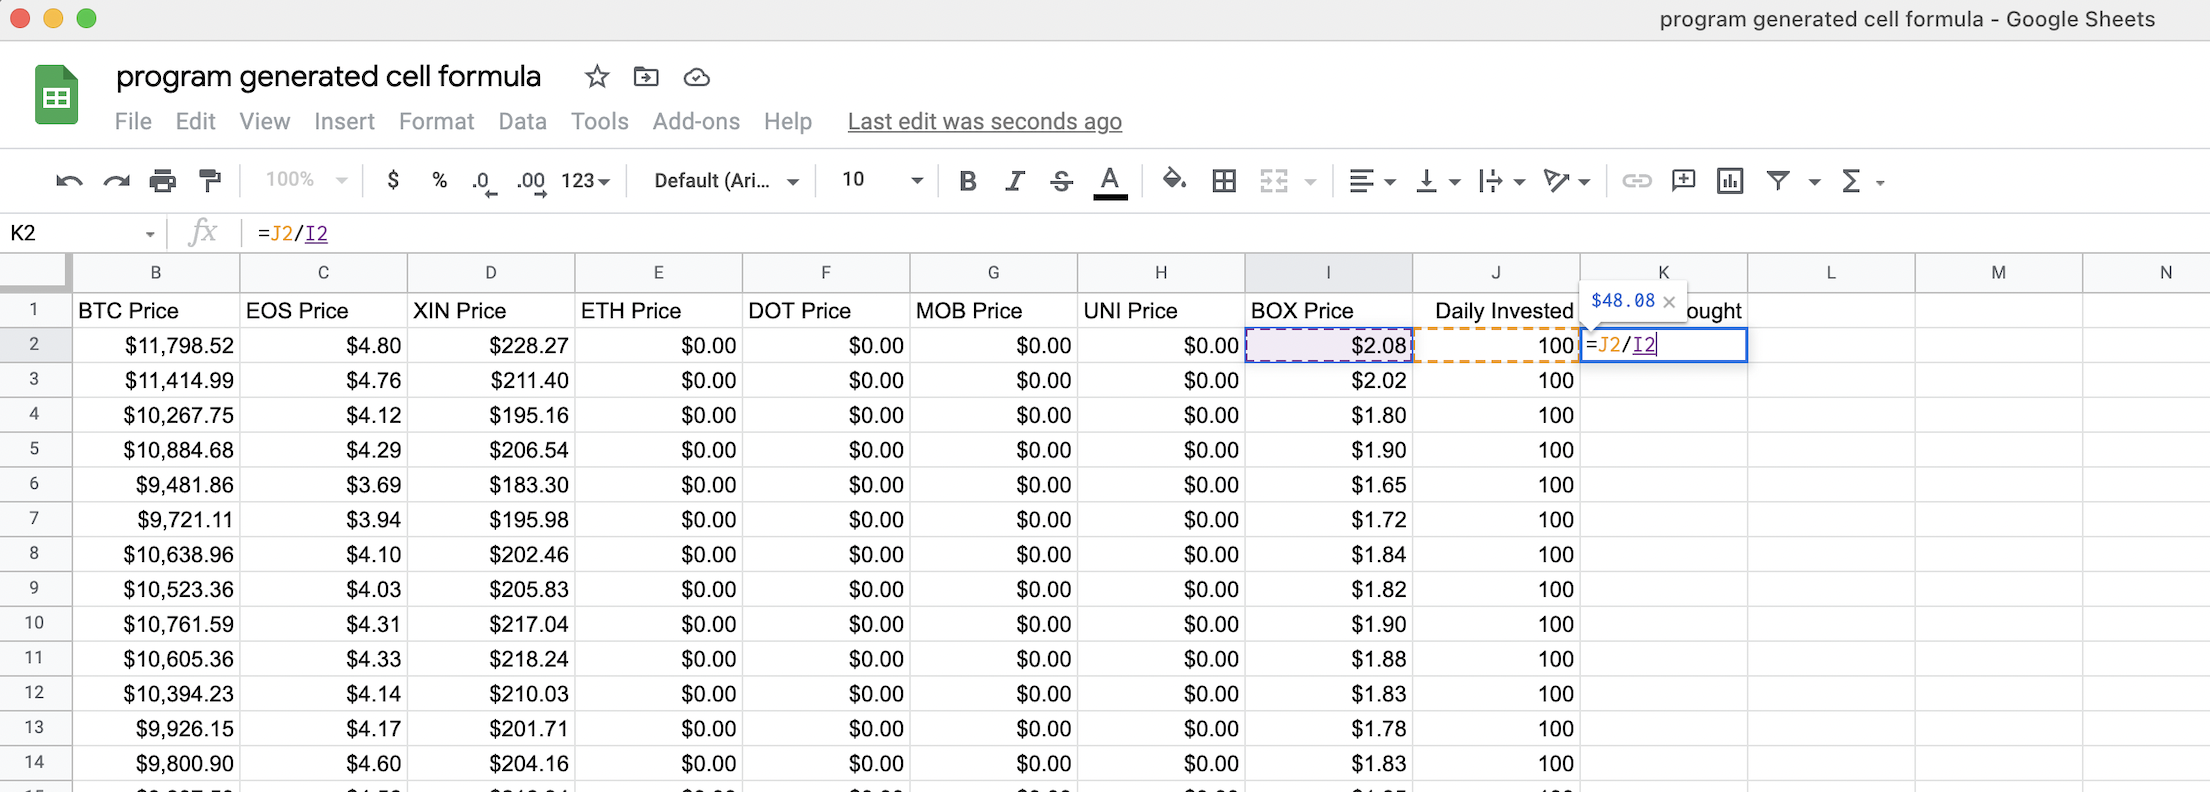 program generated cell formula - Google Sheets
program generated cell formula
File Edit View Insert Format Data Tools Add-ons Help Last edit was seconds ago
100% $ % .0 .00 123 Default (Ari... 10 B I S A Σ
K2 fx =J2/I2
B C D E F G H I J K L M N
1 BTC Price EOS Price XIN Price ETH Price DOT Price MOB Price UNI Price BOX Price Daily Invested $48.08 × ought
2 $11,798.52 $4.80 $228.27 $0.00 $0.00 $0.00 $0.00 $2.08 100 =J2/I2
3 $11,414.99 $4.76 $211.40 $0.00 $0.00 $0.00 $0.00 $2.02 100
4 $10,267.75 $4.12 $195.16 $0.00 $0.00 $0.00 $0.00 $1.80 100
5 $10,884.68 $4.29 $206.54 $0.00 $0.00 $0.00 $0.00 $1.90 100
6 $9,481.86 $3.69 $183.30 $0.00 $0.00 $0.00 $0.00 $1.65 100
7 $9,721.11 $3.94 $195.98 $0.00 $0.00 $0.00 $0.00 $1.72 100
8 $10,638.96 $4.10 $202.46 $0.00 $0.00 $0.00 $0.00 $1.84 100
9 $10,523.36 $4.03 $205.83 $0.00 $0.00 $0.00 $0.00 $1.82 100
10 $10,761.59 $4.31 $217.04 $0.00 $0.00 $0.00 $0.00 $1.90 100
11 $10,605.36 $4.33 $218.24 $0.00 $0.00 $0.00 $0.00 $1.88 100
12 $10,394.23 $4.14 $210.03 $0.00 $0.00 $0.00 $0.00 $1.83 100
13 $9,926.15 $4.17 $201.71 $0.00 $0.00 $0.00 $0.00 $1.78 100
14 $9,800.90 $4.60 $204.16 $0.00 $0.00 $0.00 $0.00 $1.83 100